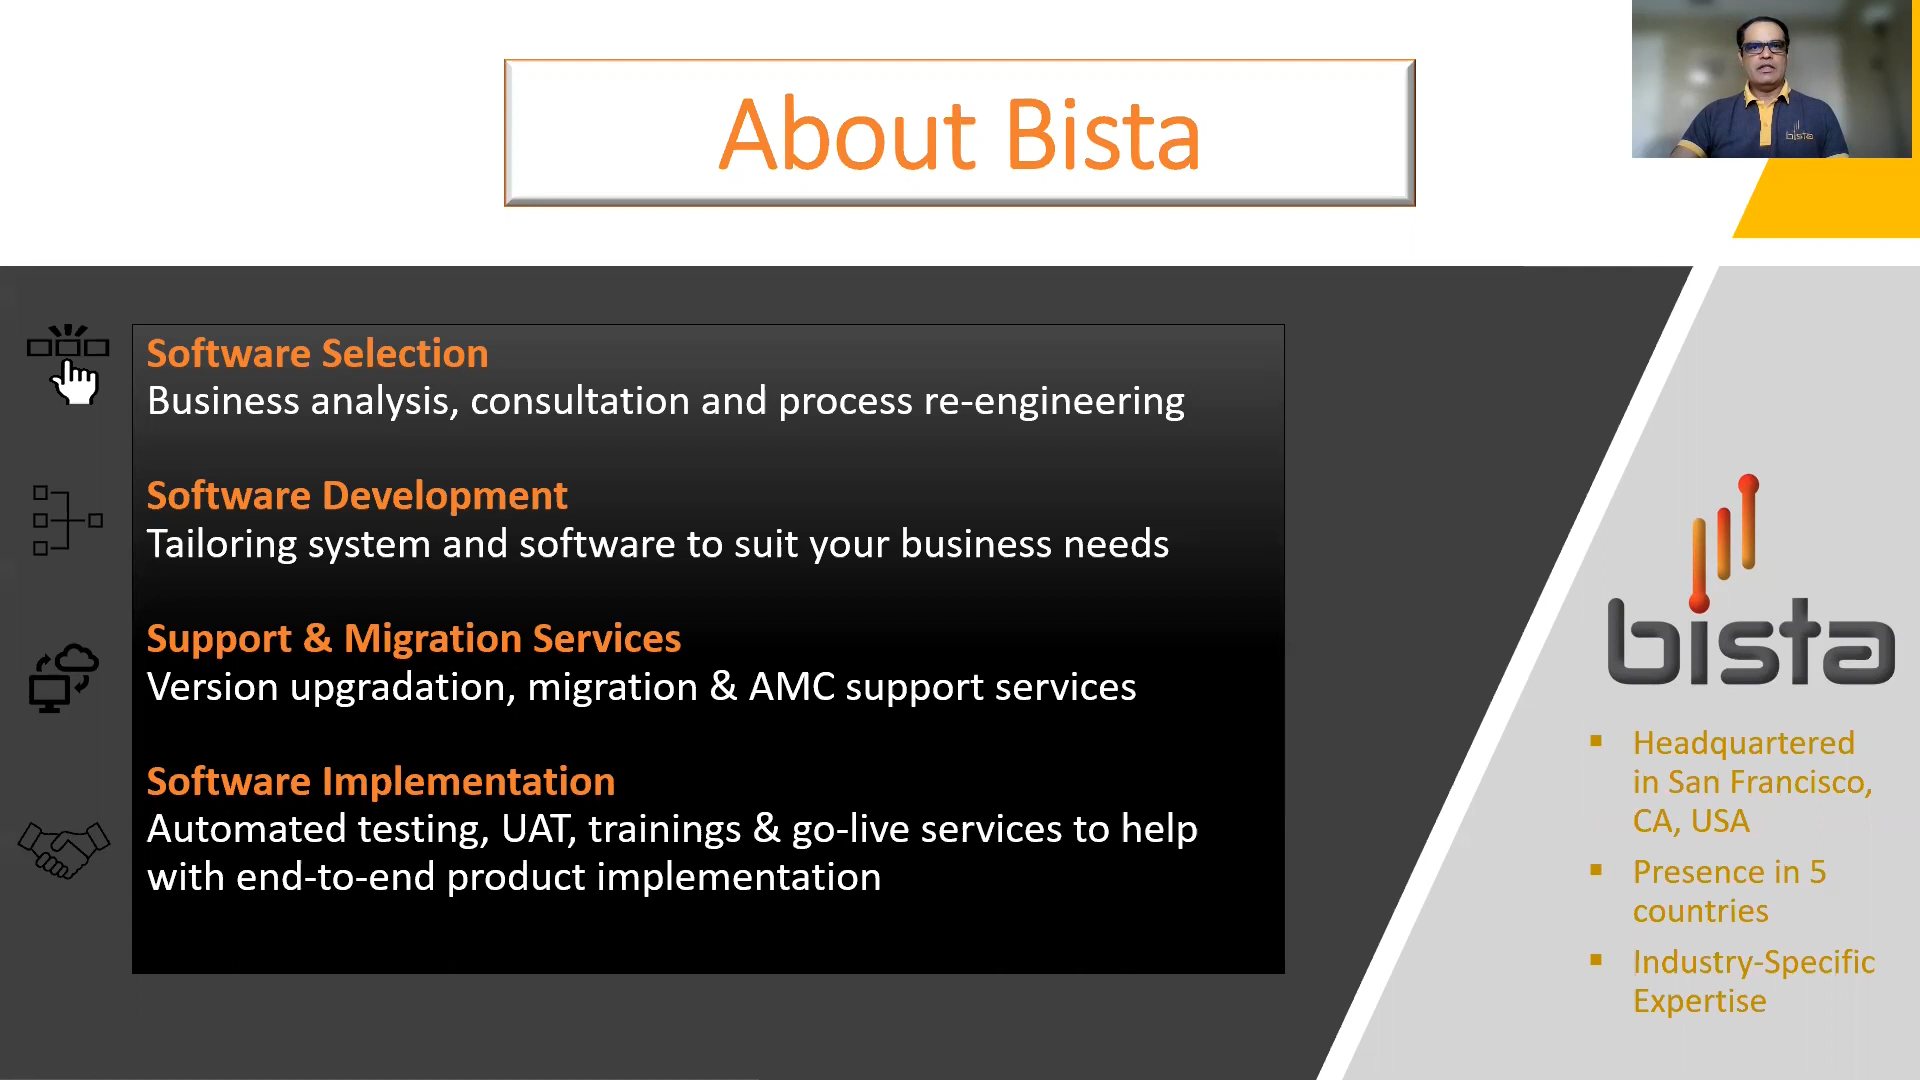 About Bista
bista
Software Selection
Business analysis, consultation and process re-engineering
Software Development
Tailoring system and software to suit your business needs
Support & Migration Services
Version upgradation, migration & AMC support services
Software Implementation
Automated testing, UAT, trainings & go-live services to help
with end-to-end product implementation
bista
Headquartered
in San Francisco,
CA, USA
Presence in 5
countries
Industry-Specific
Expertise